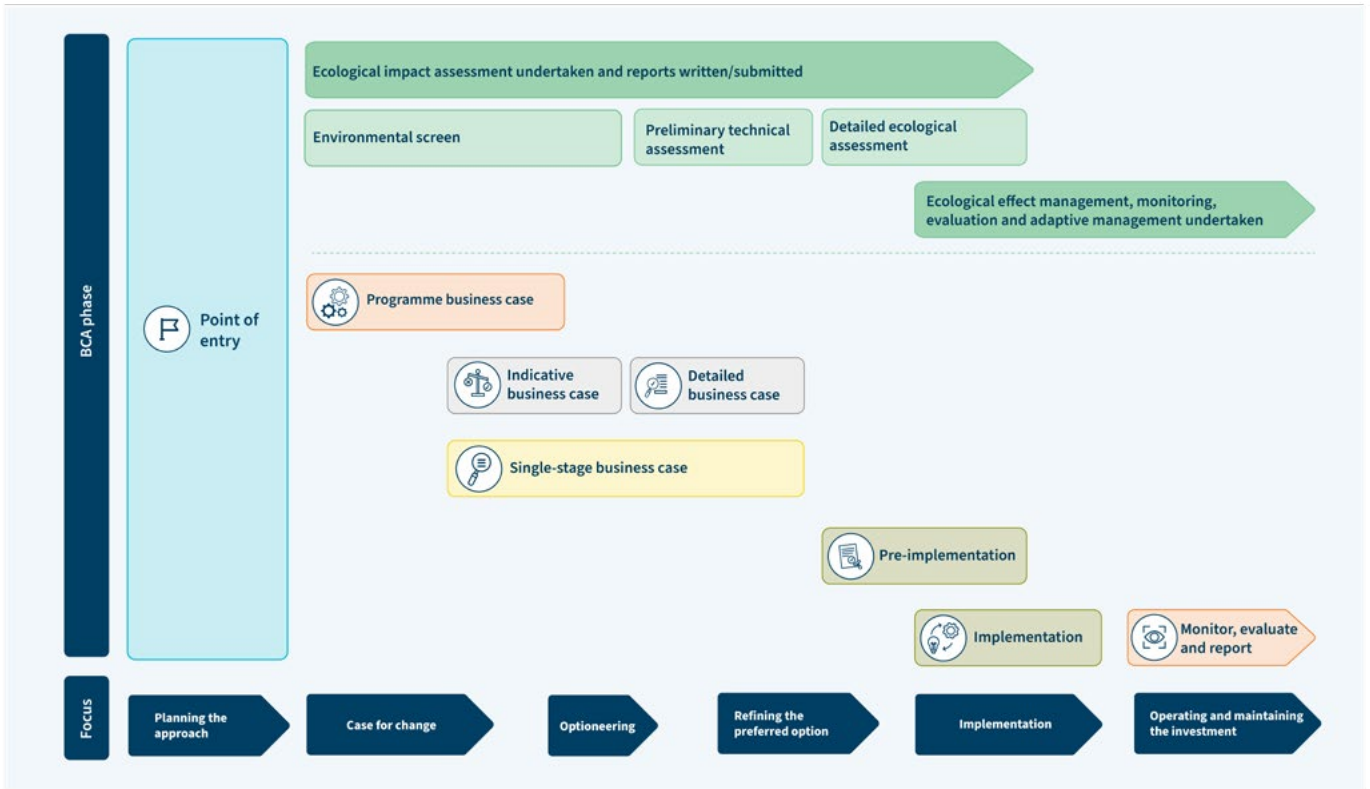 BCA phase
Point of
entry
Ecological impact assessment undertaken and reports written/submitted
Environmental screen
Preliminary technical
assessment
Detailed ecological
assessment
Ecological effect management, monitoring,
evaluation and adaptive management undertaken
Programme business case
Indicative
business case
Detailed
business case
Single-stage business case
Pre-implementation
Implementation
Monitor, evaluate
and report
Focus
Planning the
approach
Case for change
Optioneering
Refining the
preferred option
Implementation
Operating and maintaining
the investment